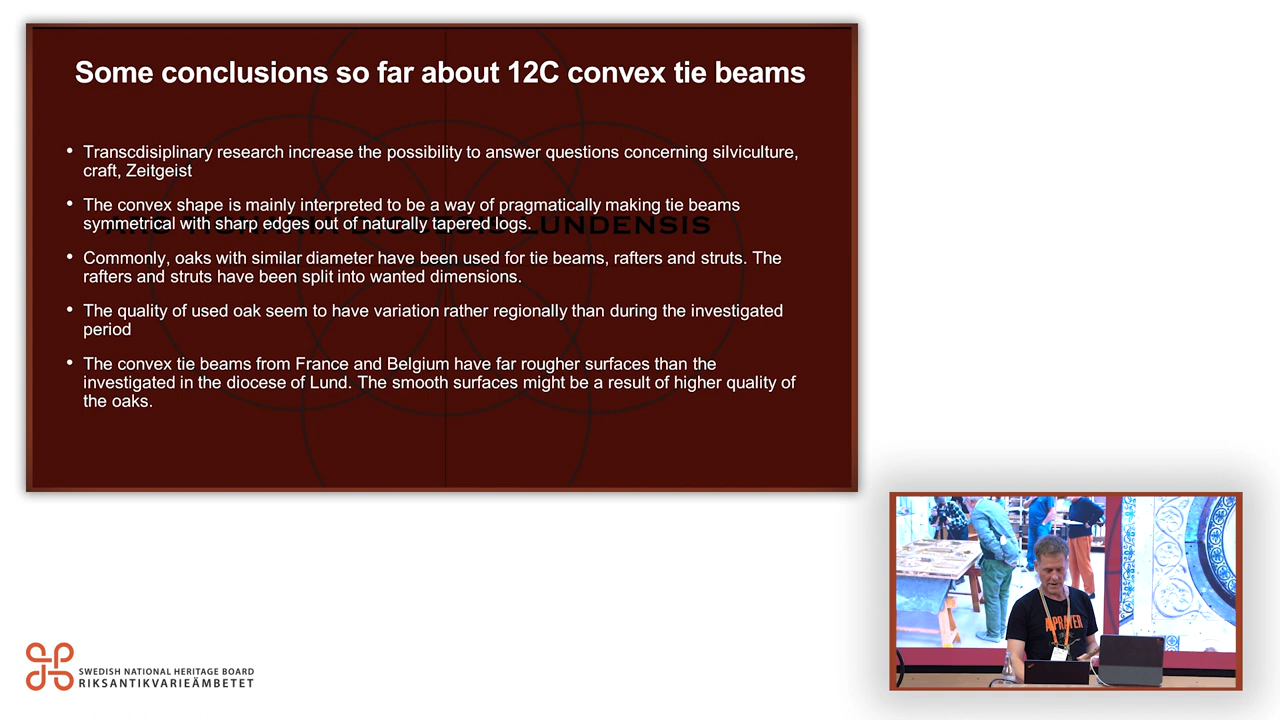 Some conclusions so far about 12C convex tie beams
• Transcdisiplinary research increase the possibility to answer questions concerning silviculture,
craft, Zeitgeist
• The convex shape is mainly interpreted to be a way of pragmatically making tie beams
symmetrical with sharp edges out of naturally tapered logs.
LUNDENSIS
• Commonly, oaks with similar diameter have been used for tie beams, rafters and struts. The
rafters and struts have been split into wanted dimensions.
• The quality of used oak seem to have variation rather regionally than during the investigated
period
• The convex tie beams from France and Belgium have far rougher surfaces than the
investigated in the diocese of Lund. The smooth surfaces might be a result of higher quality of
the oaks.
SWEDISH NATIONAL HERITAGE BOARD
RIKSANTIKVARIEÄMBETET